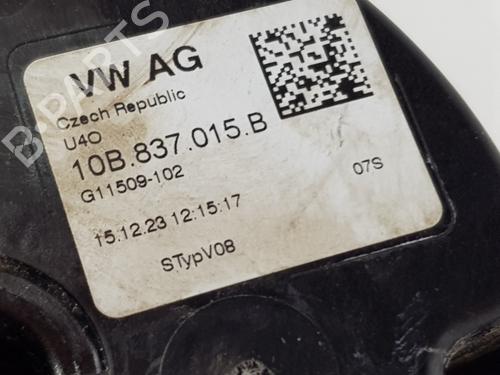 VW AG
Czech Republic
U4O
10B.837.015.B
G11509-102
07S
15.12.23 12:15:17
STypV08
B-PARTS